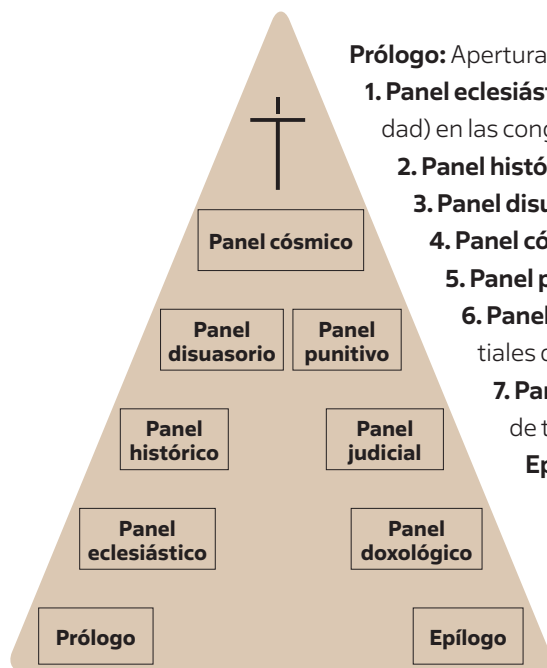 Prólogo: Apertura
1. Panel eclesiást
dad) en las cong
2. Panel histó
3. Panel disu
4. Panel có
5. Panel p
6. Panel
tiales
7. Pa
de t
Ep
Panel cósmico
Panel
disuasorio
Panel
punitivo
Panel
histórico
Panel
judicial
Panel
eclesiástico
Panel
doxológico
Prólogo
Epílogo